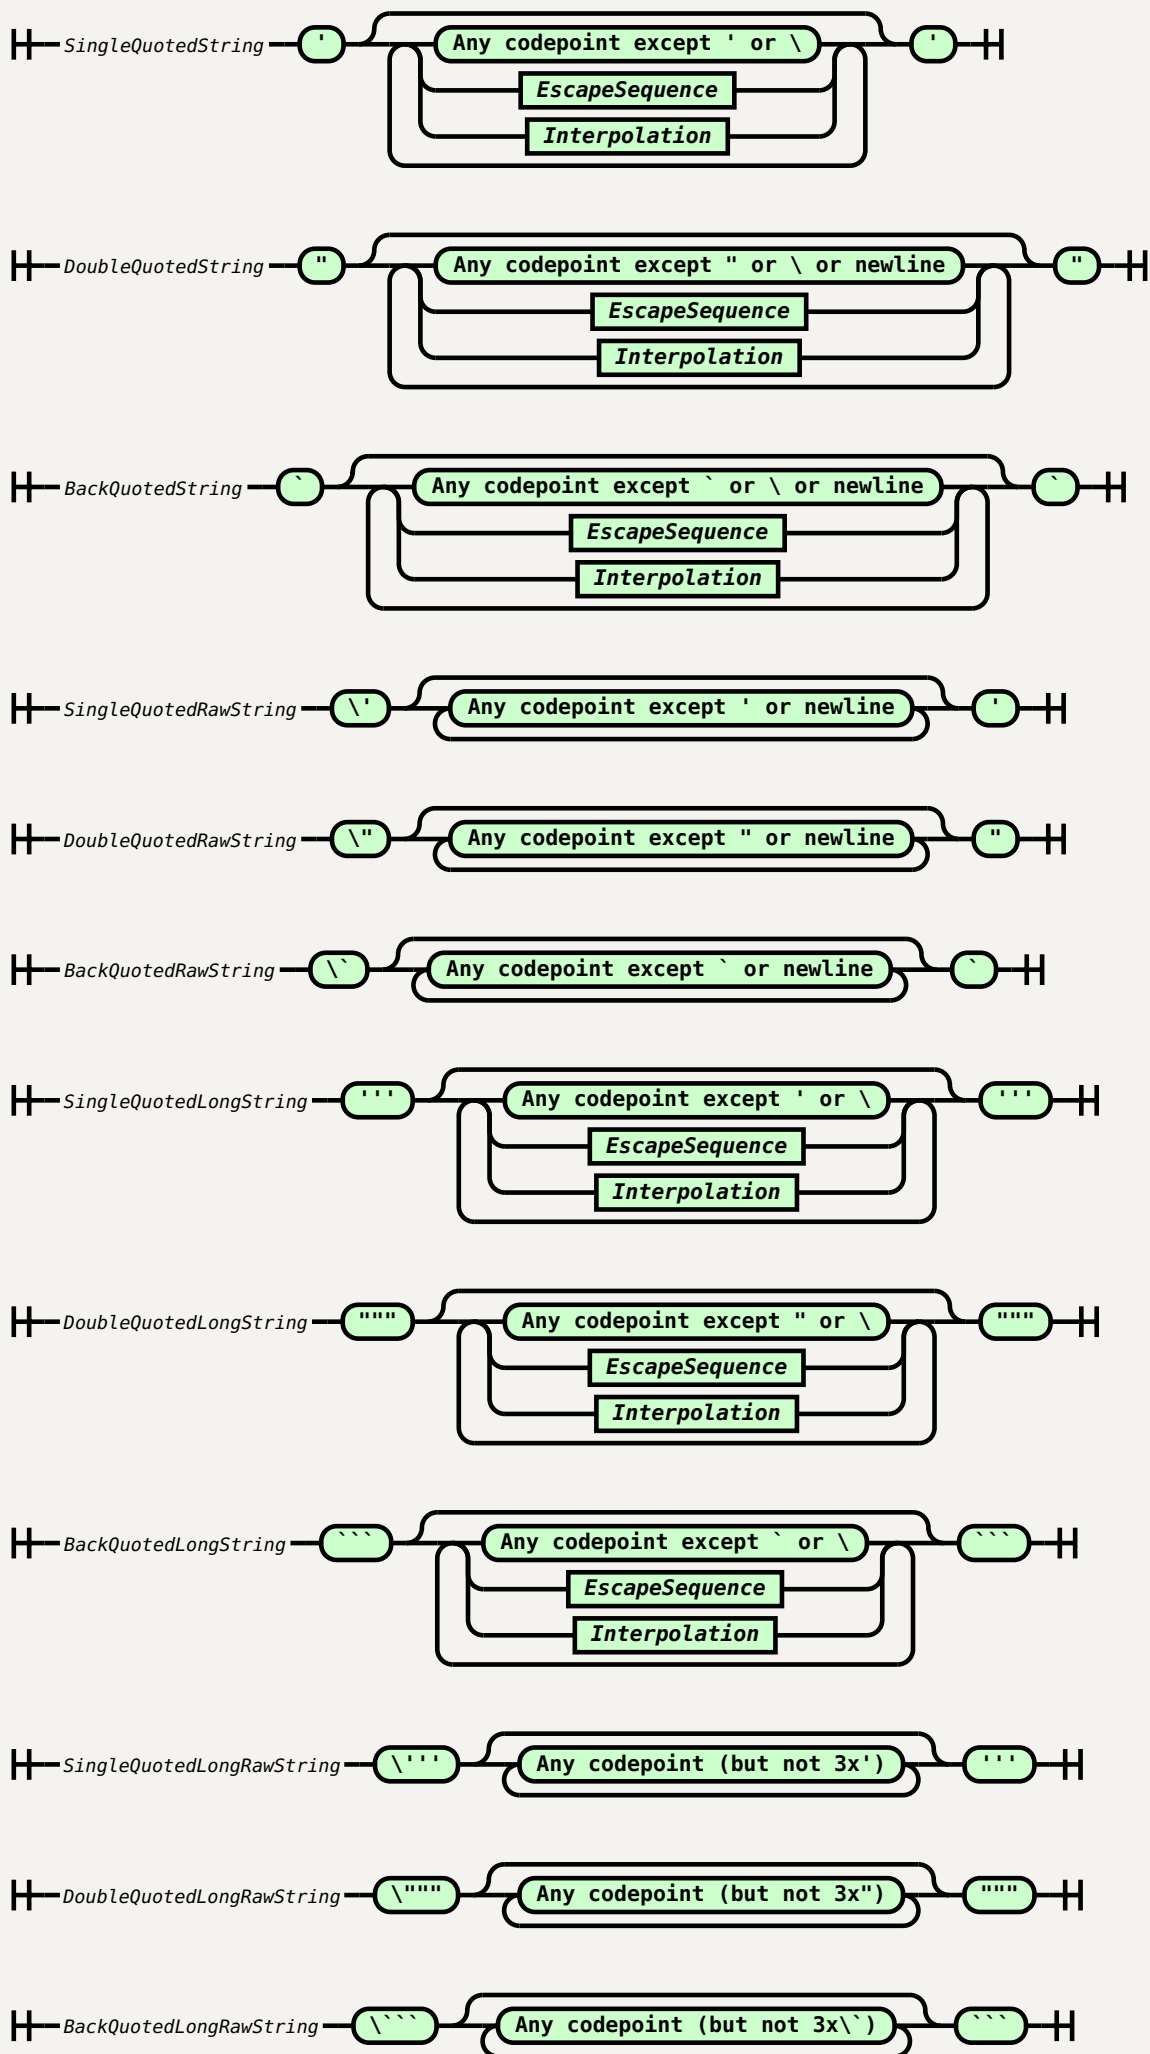 SingleQuotedString ' Any codepoint except ' or \ '
EscapeSequence
Interpolation
DoubleQuotedString " Any codepoint except " or \ or newline "
EscapeSequence
Interpolation
BackQuotedString ` Any codepoint except ` or \ or newline `
EscapeSequence
Interpolation
SingleQuotedRawString \' Any codepoint except ' or newline '
DoubleQuotedRawString \" Any codepoint except " or newline "
BackQuotedRawString \` Any codepoint except ` or newline `
SingleQuotedLongString ''' Any codepoint except ' or \ '''
EscapeSequence
Interpolation
DoubleQuotedLongString """ Any codepoint except " or \ """
EscapeSequence
Interpolation
BackQuotedLongString ``` Any codepoint except ` or \ ```
EscapeSequence
Interpolation
SingleQuotedLongRawString \''' Any codepoint (but not 3x') '''
DoubleQuotedLongRawString \""" Any codepoint (but not 3x") """
BackQuotedLongRawString \``` Any codepoint (but not 3x\`) ```